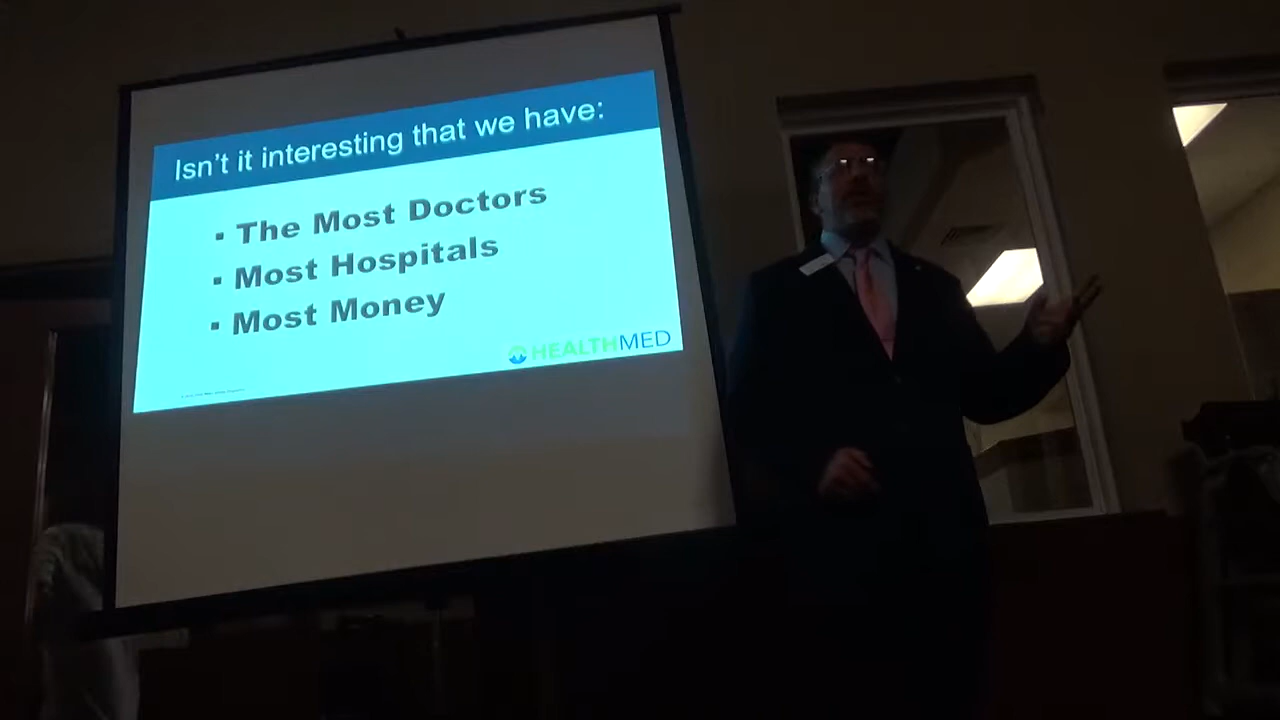 Isn't it interesting that we have:
▪ The Most Doctors
▪ Most Hospitals
▪ Most Money
HEALTHMED